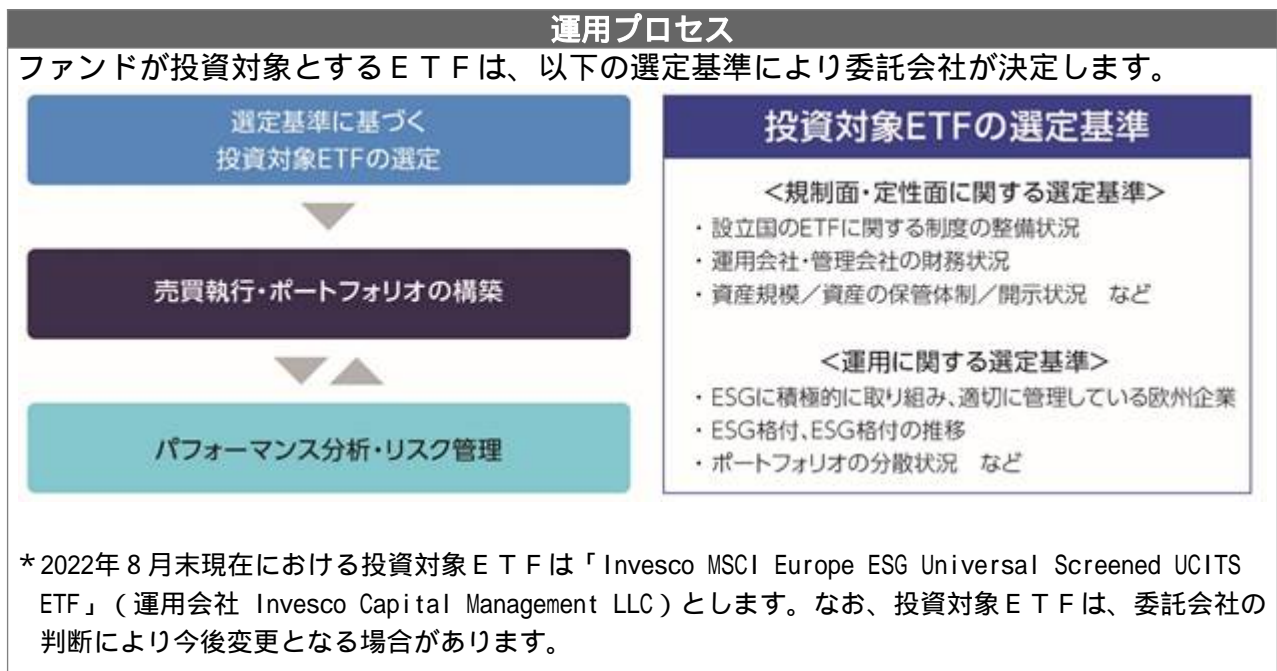 運用プロセス
ファンドが投資対象とするＥＴＦは、以下の選定基準により委託会社が決定します。
選定基準に基づく
投資対象ETFの選定
売買執行・ポートフォリオの構築
パフォーマンス分析・リスク管理
投資対象ETFの選定基準
＜規制面・定性面に関する選定基準＞
・設立国のETFに関する制度の整備状況
・運用会社・管理会社の財務状況
・資産規模／資産の保管体制／開示状況　など
＜運用に関する選定基準＞
・ESGに積極的に取り組み、適切に管理している欧州企業
・ESG格付、ESG格付の推移
・ポートフォリオの分散状況　など
＊2022年８月末現在における投資対象ＥＴＦは「Invesco MSCI Europe ESG Universal Screened UCITS
ETF」（運用会社 Invesco Capital Management LLC）とします。なお、投資対象ＥＴＦは、委託会社の
判断により今後変更となる場合があります。